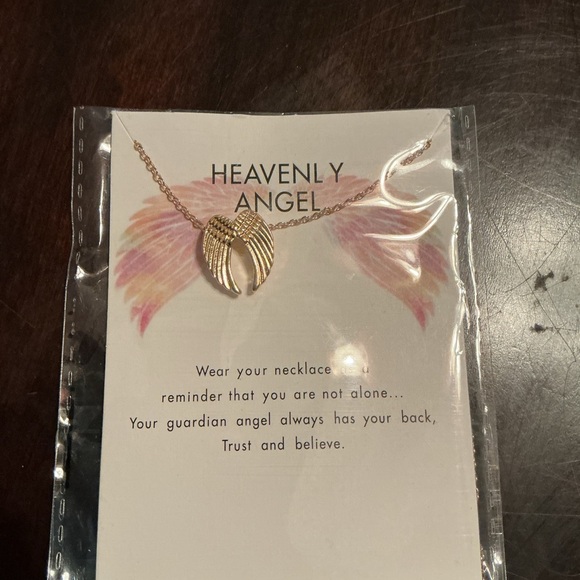 HEAVENLY
ANGEL
Wear your necklace
reminder that you are not alone...
Your guardian angel always has your back,
Trust and believe.